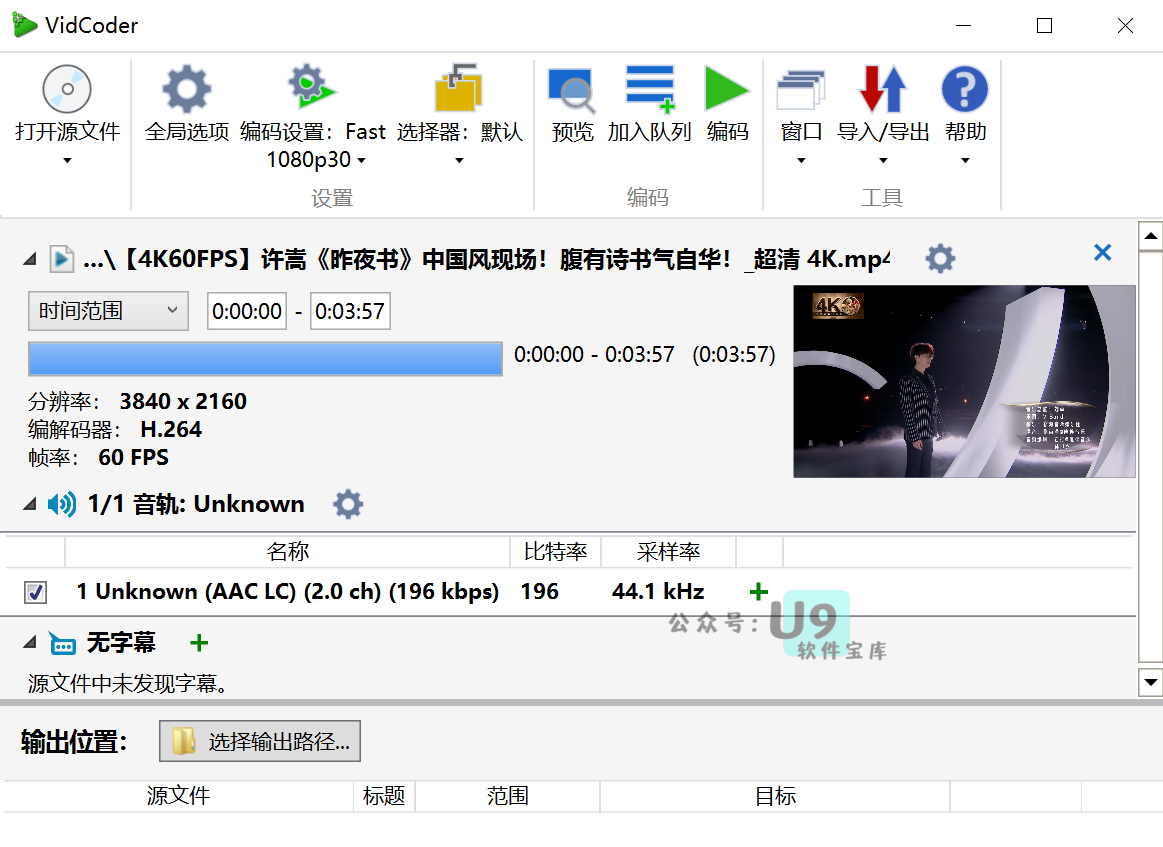 VidCoder
打开源文件
全局选项
编码设置：Fast 1080p30
选择器：默认
设置
预览
加入队列
编码
编码
窗口
导入/导出
帮助
工具
...\【4K60FPS】许嵩《昨夜书》中国风现场！腹有诗书气自华！_超清 4K.mp4
时间范围
0:00:00 - 0:03:57
0:00:00 - 0:03:57 (0:03:57)
4K
分辨率： 3840 x 2160
编解码器： H.264
帧率： 60 FPS
1/1 音轨: Unknown
名称 比特率 采样率
1 Unknown (AAC LC) (2.0 ch) (196 kbps) 196 44.1 kHz
公众号：U9
软件宝库
无字幕
源文件中未发现字幕。
输出位置：
选择输出路径...
源文件 标题 范围 目标